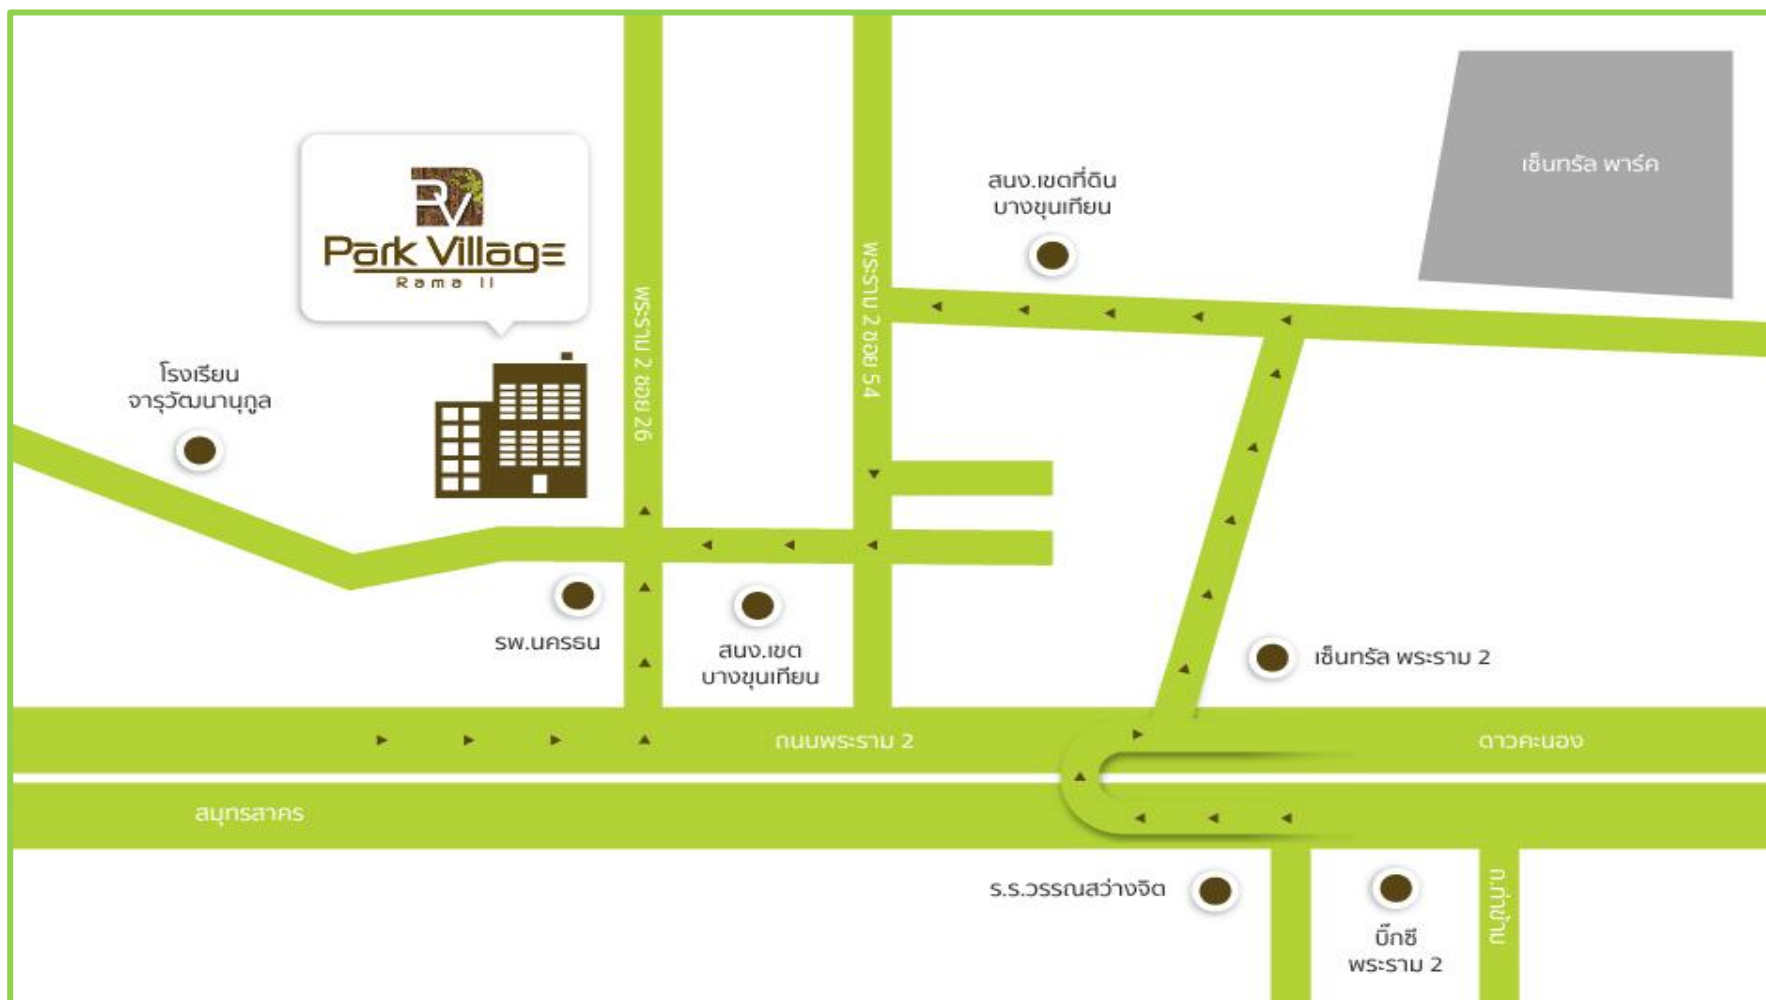 เซ็นทรัล พาร์ค
สนง.เขตที่ดิน
บางขุนเทียน
PV
Park Village
Rama II
พระราม 2 ซอย 26
พระราม 2 ซอย 54
โรงเรียน
จารุวัฒนานุกูล
รพ.นครธน
สนง.เขต
บางขุนเทียน
เซ็นทรัล พระราม 2
ถนนพระราม 2
ดาวคะนอง
สมุทรสาคร
ร.ร.วรรณสว่างจิต
บิ๊กซี
พระราม 2
ถ.ท่าข้าม